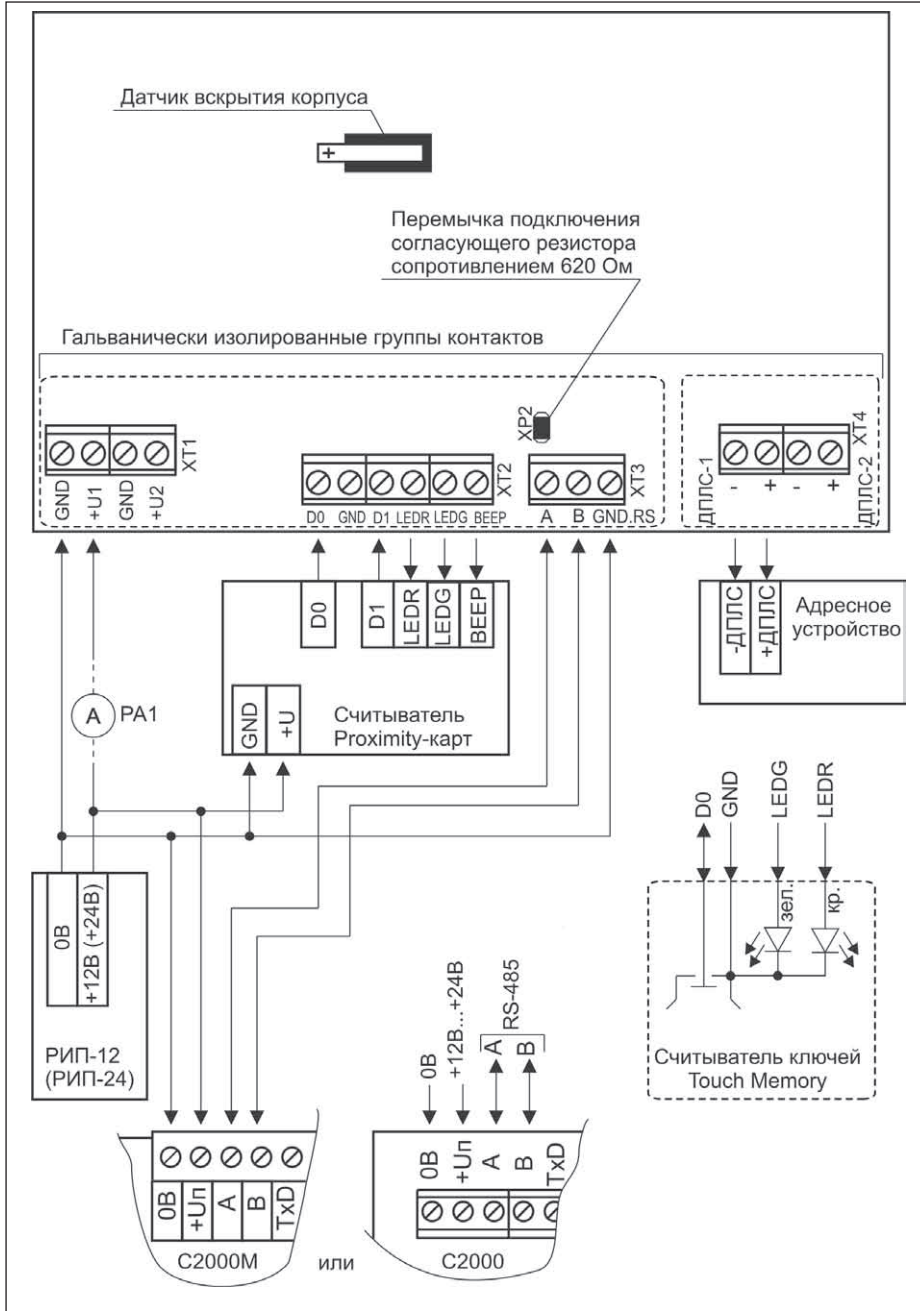 Датчик вскрытия корпуса
+
Перемычка подключения
согласующего резистора
сопротивлением 620 Ом
Гальванически изолированные группы контактов
XT1
GND
+U1
GND
+U2
XT2
D0 GND D1 LEDR LEDG BEEP
XP2
XT3
A B GND.RS
ДПЛС-1
- + - +
XT4
ДПЛС-2
D0
D1
LEDR
LEDG
BEEP
GND
+U
Считыватель
Proximity-карт
-ДПЛС
+ДПЛС
Адресное
устройство
A
PA1
0В
+12В (+24В)
РИП-12
(РИП-24)
D0
GND
LEDG
LEDR
зел.
кр.
Считыватель ключей
Touch Memory
0В
+Uп
A
B
TxD
С2000М
или
0В
+12В...+24В
A
B
RS-485
0В
+Uп
A
B
TxD
С2000